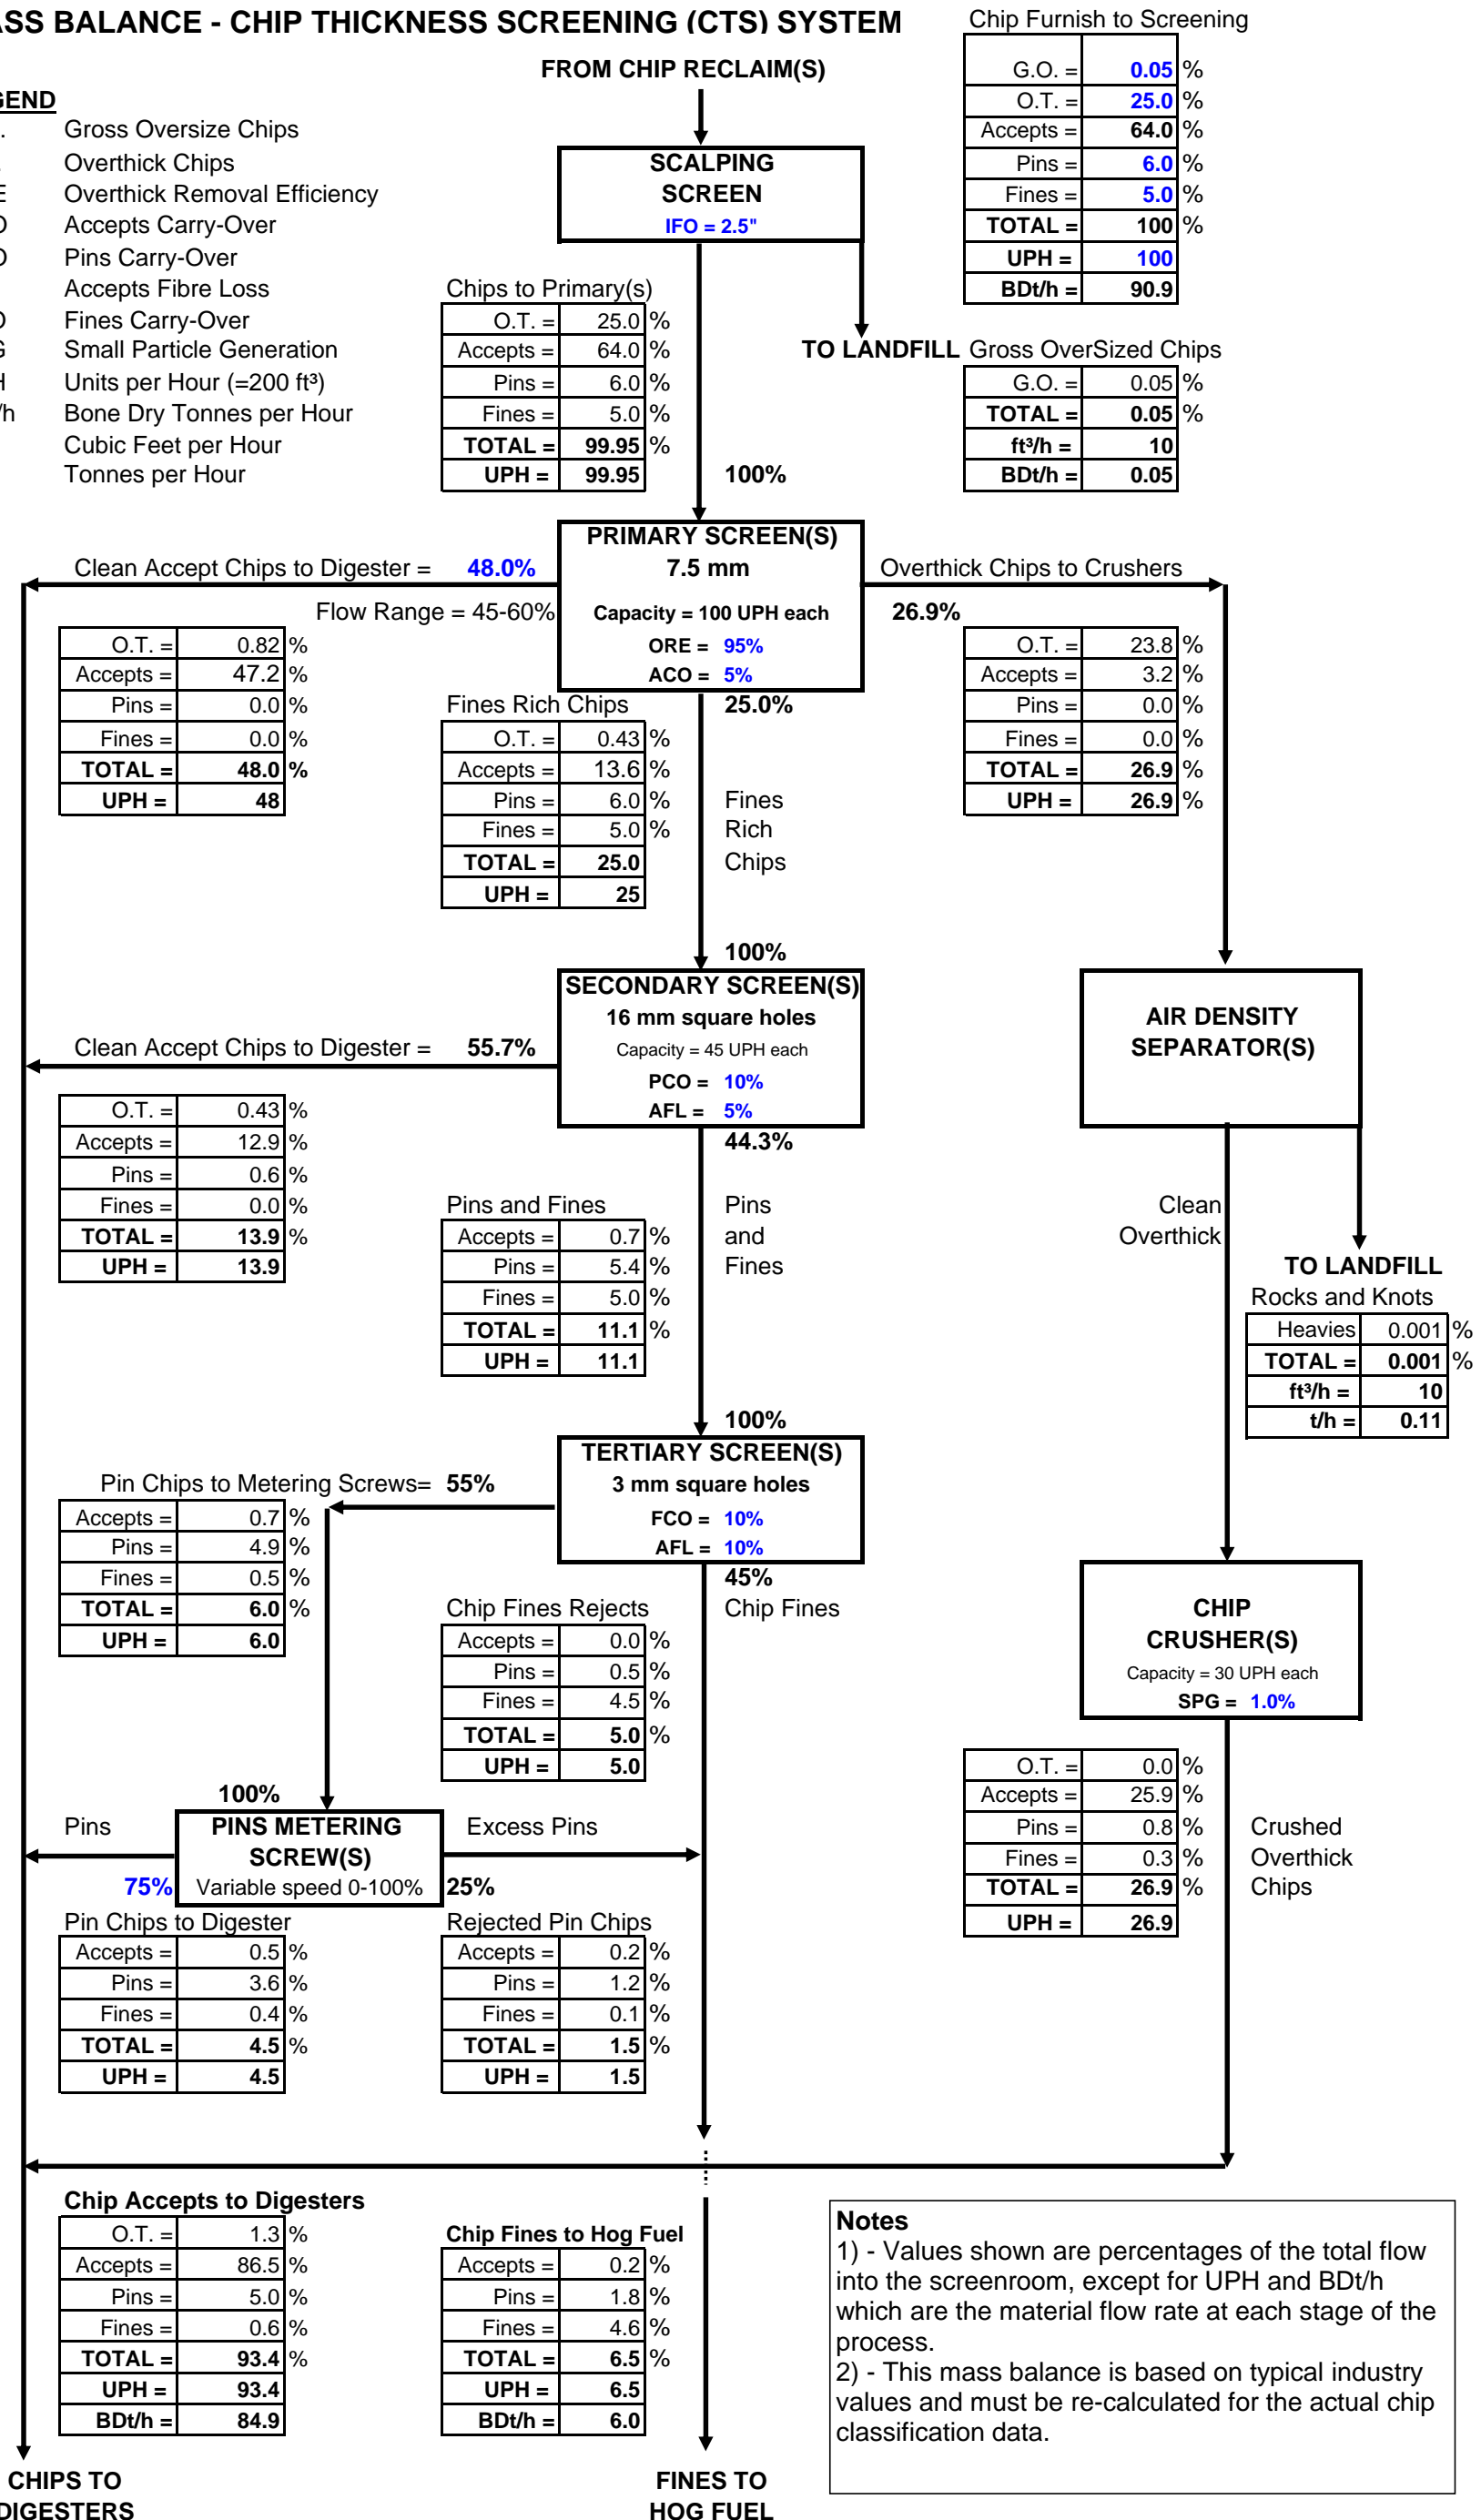 ASS BALANCE - CHIP THICKNESS SCREENING (CTS) SYSTEM
Chip Furnish to Screening
FROM CHIP RECLAIM(S)
G.O. = 0.05 %
O.T. = 25.0 %
Accepts = 64.0 %
Pins = 6.0 %
Fines = 5.0 %
TOTAL = 100 %
UPH = 100
BDt/h = 90.9
GEND
. Gross Oversize Chips
. Overthick Chips
E Overthick Removal Efficiency
O Accepts Carry-Over
O Pins Carry-Over
Accepts Fibre Loss
O Fines Carry-Over
G Small Particle Generation
H Units per Hour (=200 ft³)
/h Bone Dry Tonnes per Hour
Cubic Feet per Hour
Tonnes per Hour
SCALPING
SCREEN
IFO = 2.5"
Chips to Primary(s)
O.T. = 25.0 %
Accepts = 64.0 %
Pins = 6.0 %
Fines = 5.0 %
TOTAL = 99.95 %
UPH = 99.95
100%
TO LANDFILL Gross OverSized Chips
G.O. = 0.05 %
TOTAL = 0.05 %
ft³/h = 10
BDt/h = 0.05
PRIMARY SCREEN(S)
7.5 mm
Capacity = 100 UPH each
ORE = 95%
ACO = 5%
Clean Accept Chips to Digester = 48.0%
Flow Range = 45-60%
O.T. = 0.82 %
Accepts = 47.2 %
Pins = 0.0 %
Fines = 0.0 %
TOTAL = 48.0 %
UPH = 48
Overthick Chips to Crushers
26.9%
O.T. = 23.8 %
Accepts = 3.2 %
Pins = 0.0 %
Fines = 0.0 %
TOTAL = 26.9 %
UPH = 26.9 %
Fines Rich Chips
25.0%
O.T. = 0.43 %
Accepts = 13.6 %
Pins = 6.0 %
Fines = 5.0 %
TOTAL = 25.0
UPH = 25
Fines
Rich
Chips
100%
SECONDARY SCREEN(S)
16 mm square holes
Capacity = 45 UPH each
PCO = 10%
AFL = 5%
44.3%
Clean Accept Chips to Digester = 55.7%
O.T. = 0.43 %
Accepts = 12.9 %
Pins = 0.6 %
Fines = 0.0 %
TOTAL = 13.9 %
UPH = 13.9
AIR DENSITY
SEPARATOR(S)
Pins and Fines
Accepts = 0.7 %
Pins = 5.4 %
Fines = 5.0 %
TOTAL = 11.1 %
UPH = 11.1
Pins
and
Fines
Clean
Overthick
TO LANDFILL
Rocks and Knots
Heavies 0.001 %
TOTAL = 0.001 %
ft³/h = 10
t/h = 0.11
100%
TERTIARY SCREEN(S)
3 mm square holes
FCO = 10%
AFL = 10%
45%
Chip Fines
Pin Chips to Metering Screws= 55%
Accepts = 0.7 %
Pins = 4.9 %
Fines = 0.5 %
TOTAL = 6.0 %
UPH = 6.0
Chip Fines Rejects
Accepts = 0.0 %
Pins = 0.5 %
Fines = 4.5 %
TOTAL = 5.0 %
UPH = 5.0
CHIP
CRUSHER(S)
Capacity = 30 UPH each
SPG = 1.0%
O.T. = 0.0 %
Accepts = 25.9 %
Pins = 0.8 %
Fines = 0.3 %
TOTAL = 26.9 %
UPH = 26.9
Crushed
Overthick
Chips
100%
Pins
PINS METERING
SCREW(S)
Variable speed 0-100%
Excess Pins
75%
25%
Pin Chips to Digester
Accepts = 0.5 %
Pins = 3.6 %
Fines = 0.4 %
TOTAL = 4.5 %
UPH = 4.5
Rejected Pin Chips
Accepts = 0.2 %
Pins = 1.2 %
Fines = 0.1 %
TOTAL = 1.5 %
UPH = 1.5
Chip Accepts to Digesters
O.T. = 1.3 %
Accepts = 86.5 %
Pins = 5.0 %
Fines = 0.6 %
TOTAL = 93.4 %
UPH = 93.4
BDt/h = 84.9
Chip Fines to Hog Fuel
Accepts = 0.2 %
Pins = 1.8 %
Fines = 4.6 %
TOTAL = 6.5 %
UPH = 6.5
BDt/h = 6.0
Notes
1) - Values shown are percentages of the total flow
into the screenroom, except for UPH and BDt/h
which are the material flow rate at each stage of the
process.
2) - This mass balance is based on typical industry
values and must be re-calculated for the actual chip
classification data.
CHIPS TO
DIGESTERS
FINES TO
HOG FUEL